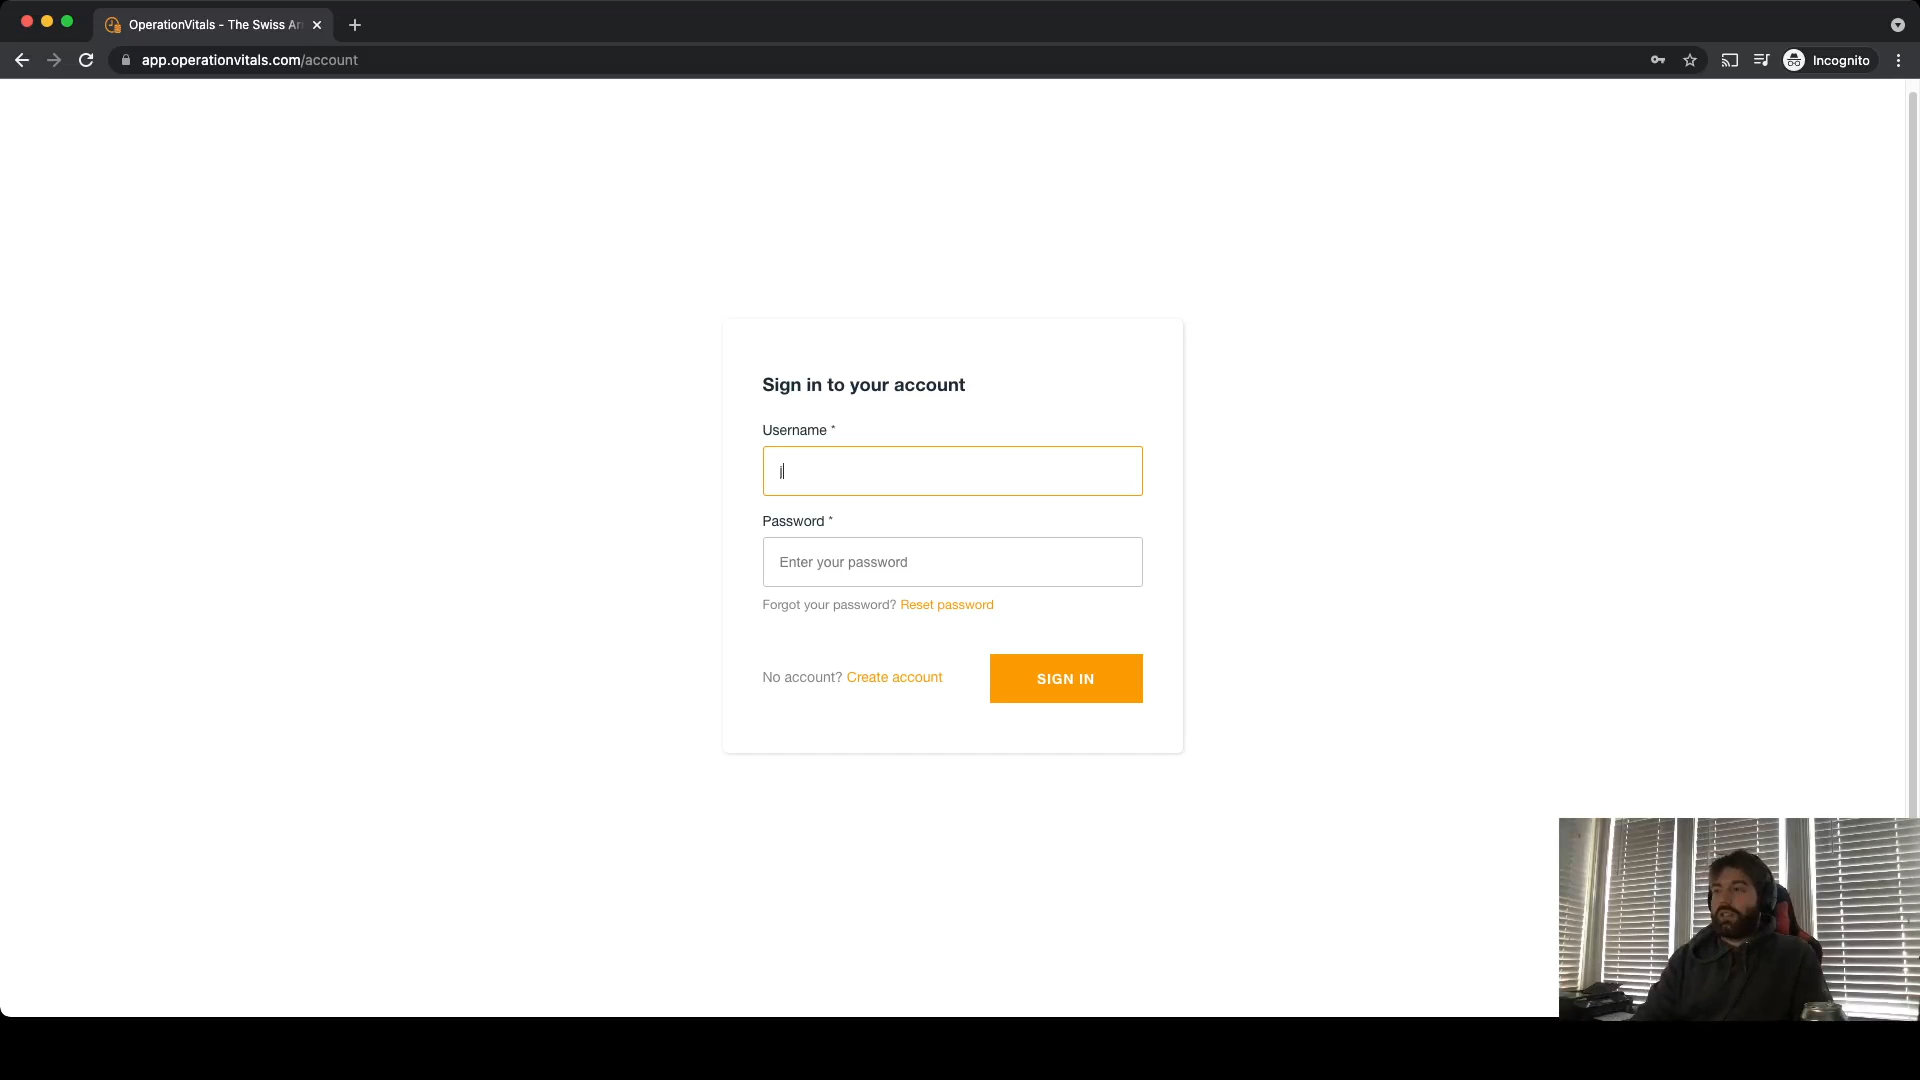 OperationVitals - The Swiss Ar
app.operationvitals.com/account
Incognito
Sign in to your account
Username *
j
Password *
Enter your password
Forgot your password? Reset password
No account? Create account
SIGN IN